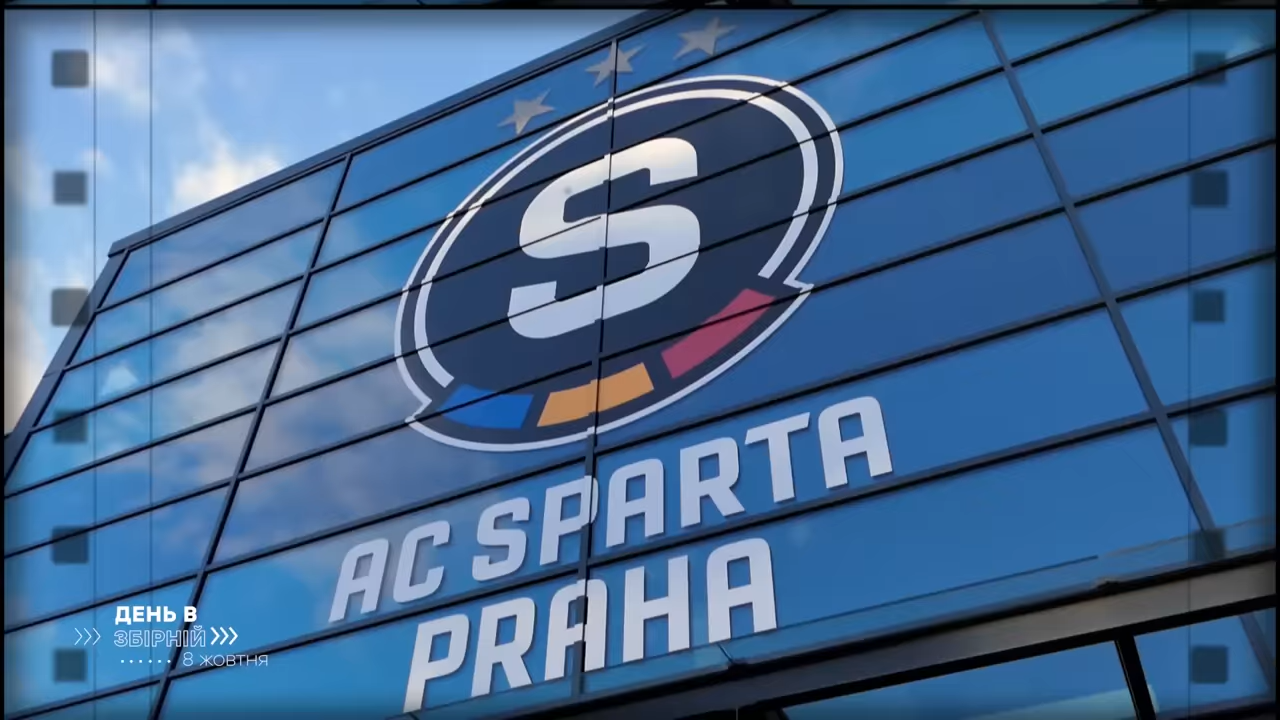 S
AC SPARTA
PRAHA
ДЕНЬ В
ЗБІРНІЙ
8 ЖОВТНЯ